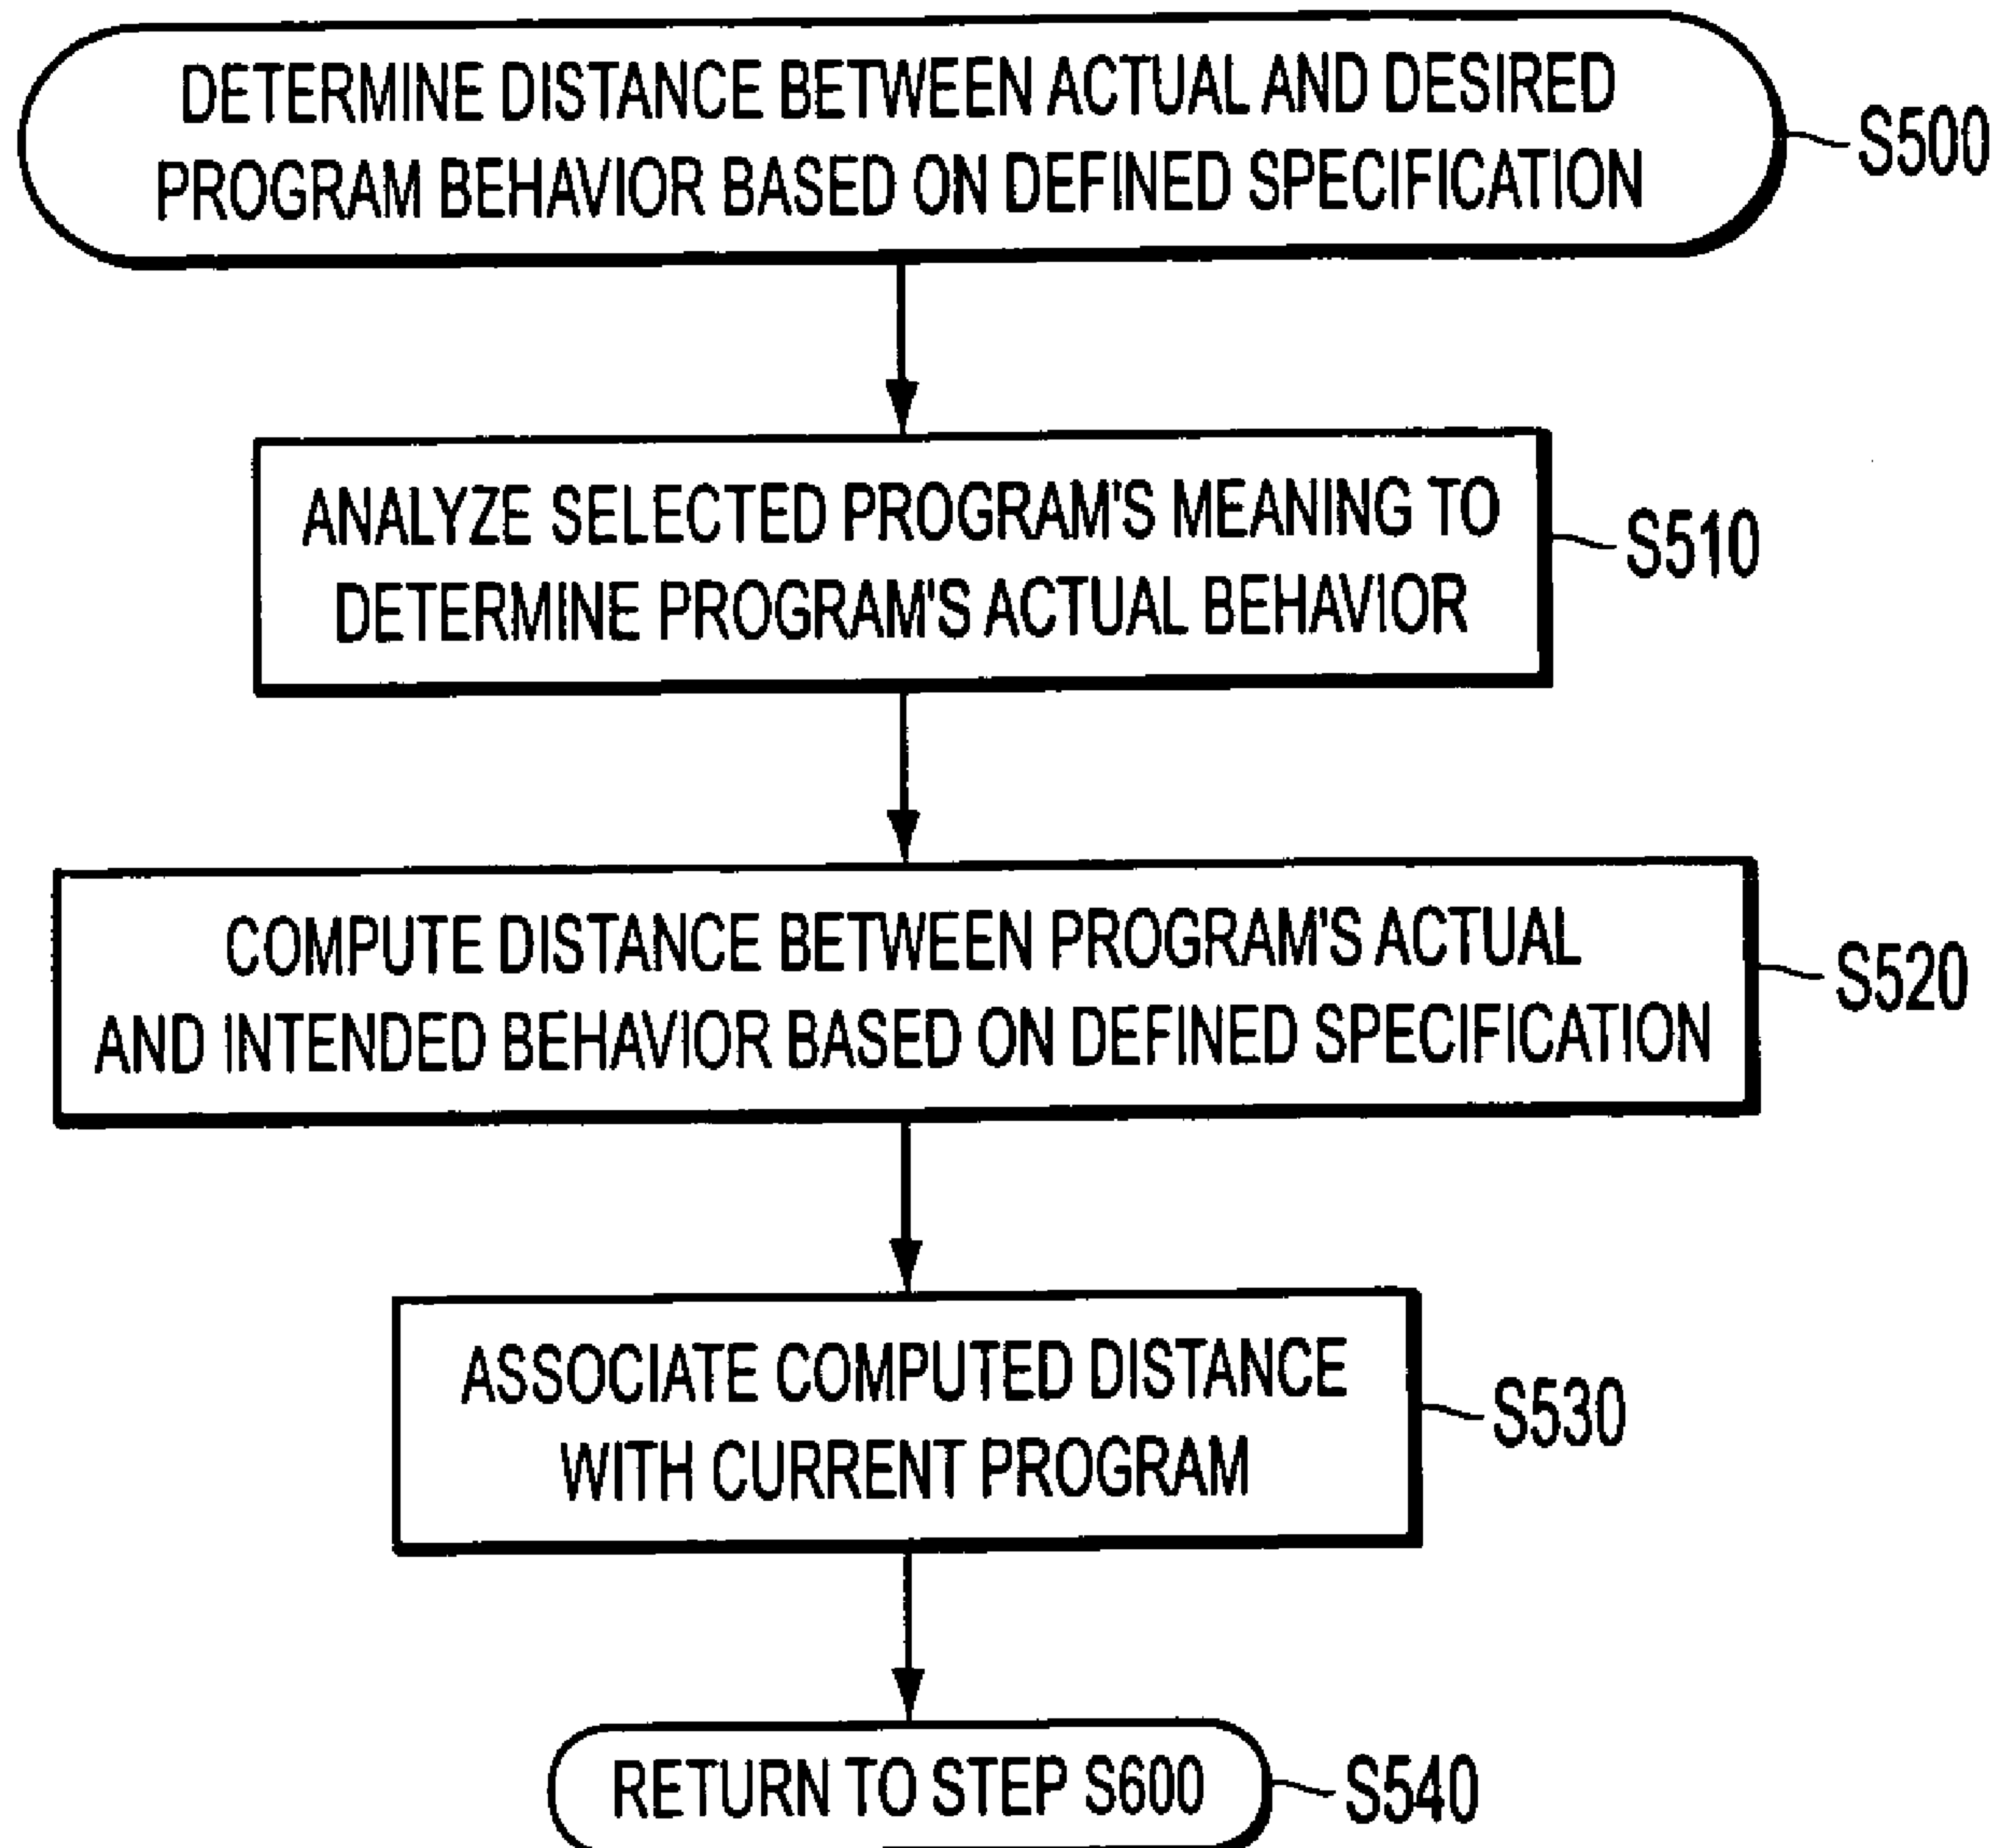 DETERMINE DISTANCE BETWEEN ACTUAL AND DESIRED
PROGRAM BEHAVIOR BASED ON DEFINED SPECIFICATION
S500
ANALYZE SELECTED PROGRAM'S MEANING TO
DETERMINE PROGRAM'S ACTUAL BEHAVIOR
S510
COMPUTE DISTANCE BETWEEN PROGRAM'S ACTUAL
AND INTENDED BEHAVIOR BASED ON DEFINED SPECIFICATION
S520
ASSOCIATE COMPUTED DISTANCE
WITH CURRENT PROGRAM
S530
RETURN TO STEP S600
S540